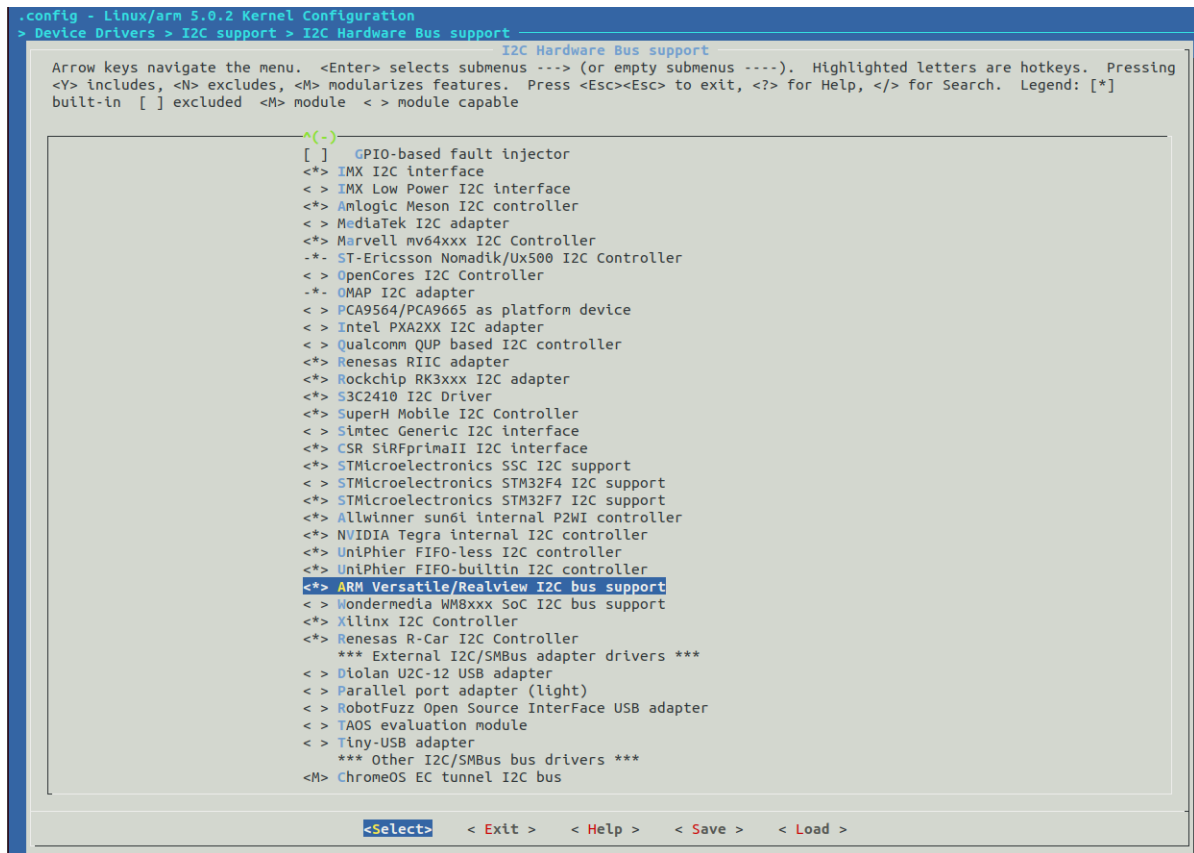 .config - Linux/arm 5.0.2 Kernel Configuration
> Device Drivers > I2C support > I2C Hardware Bus support
I2C Hardware Bus support
Arrow keys navigate the menu.  <Enter> selects submenus ---> (or empty submenus ----).  Highlighted letters are hotkeys.  Pressing
<Y> includes, <N> excludes, <M> modularizes features.  Press <Esc><Esc> to exit, <?> for Help, </> for Search.  Legend: [*]
built-in  [ ] excluded  <M> module  < > module capable
^(-)
[ ]   GPIO-based fault injector
<*> IMX I2C interface
< > IMX Low Power I2C interface
<*> Amlogic Meson I2C controller
< > MediaTek I2C adapter
<*> Marvell mv64xxx I2C Controller
-*- ST-Ericsson Nomadik/Ux500 I2C Controller
< > OpenCores I2C Controller
-*- OMAP I2C adapter
< > PCA9564/PCA9665 as platform device
< > Intel PXA2XX I2C adapter
< > Qualcomm QUP based I2C controller
<*> Renesas RIIC adapter
<*> Rockchip RK3xxx I2C adapter
<*> S3C2410 I2C Driver
<*> SuperH Mobile I2C Controller
< > Simtec Generic I2C interface
<*> CSR SiRFprimaII I2C interface
<*> STMicroelectronics SSC I2C support
< > STMicroelectronics STM32F4 I2C support
<*> STMicroelectronics STM32F7 I2C support
<*> Allwinner sun6i internal P2WI controller
<*> NVIDIA Tegra internal I2C controller
<*> UniPhier FIFO-less I2C controller
<*> UniPhier FIFO-builtin I2C controller
<*> ARM Versatile/Realview I2C bus support
< > Wondermedia WM8xxx SoC I2C bus support
<*> Xilinx I2C Controller
<*> Renesas R-Car I2C Controller
*** External I2C/SMBus adapter drivers ***
< > Diolan U2C-12 USB adapter
< > Parallel port adapter (light)
< > RobotFuzz Open Source InterFace USB adapter
< > TAOS evaluation module
< > Tiny-USB adapter
*** Other I2C/SMBus bus drivers ***
<M> ChromeOS EC tunnel I2C bus
<Select>    < Exit >    < Help >    < Save >    < Load >